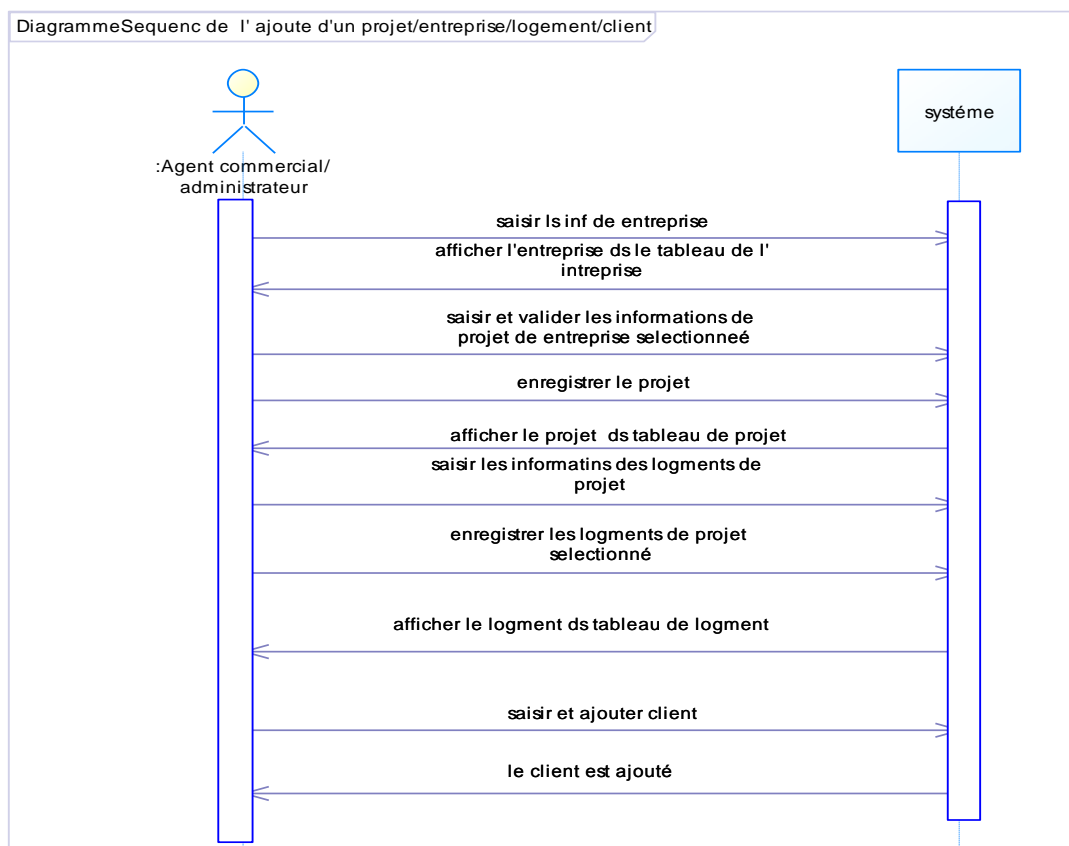 DiagrammeSequenc de l' ajoute d'un projet/entreprise/logement/client
:Agent commercial/
administrateur
systéme
saisir ls inf de entreprise
afficher l'entreprise ds le tableau de l'
intreprise
saisir et valider les informations de
projet de entreprise selectionneé
enregistrer le projet
afficher le projet ds tableau de projet
saisir les informatins des logments de
projet
enregistrer les logments de projet
selectionné
afficher le logment ds tableau de logment
saisir et ajouter client
le client est ajouté